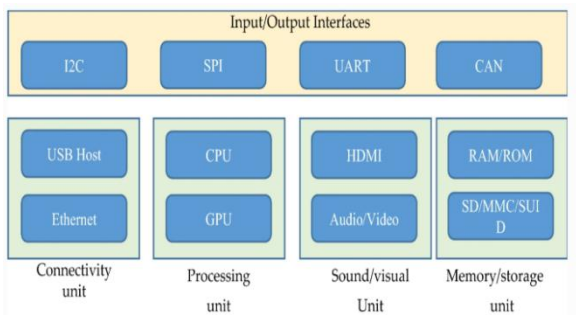 Input/Output Interfaces
I2C
SPI
UART
CAN
USB Host
CPU
HDMI
RAM/ROM
Ethernet
GPU
Audio/Video
SD/MMC/SUI
D
Connectivity
unit
Processing
unit
Sound/visual
Unit
Memory/storage
unit